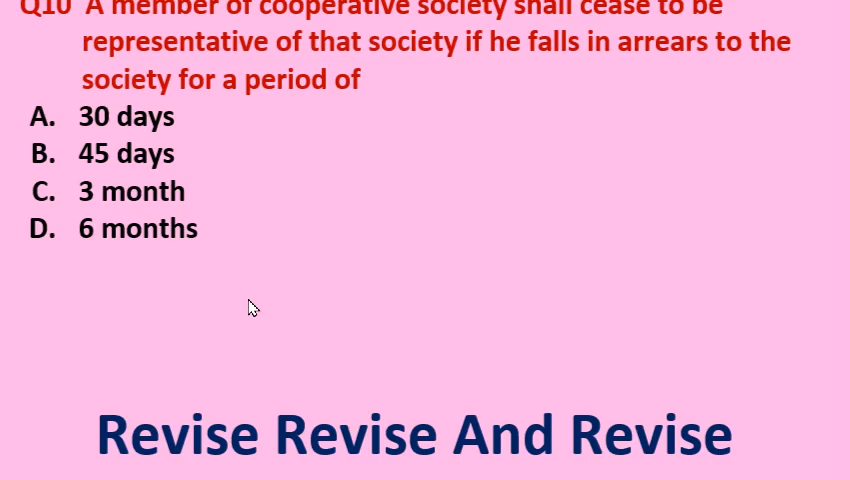 Q10 A member of cooperative society shall cease to be
representative of that society if he falls in arrears to the
society for a period of
A. 30 days
B. 45 days
C. 3 month
D. 6 months
Revise Revise And Revise